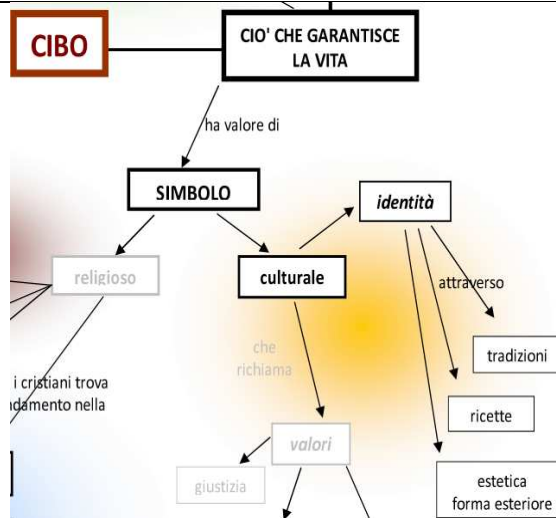 CIBO
CIO' CHE GARANTISCE
LA VITA
ha valore di
SIMBOLO
identità
religioso
culturale
attraverso
che
richiama
tradizioni
i cristiani trova
ndamento nella
ricette
valori
giustizia
estetica
forma esteriore